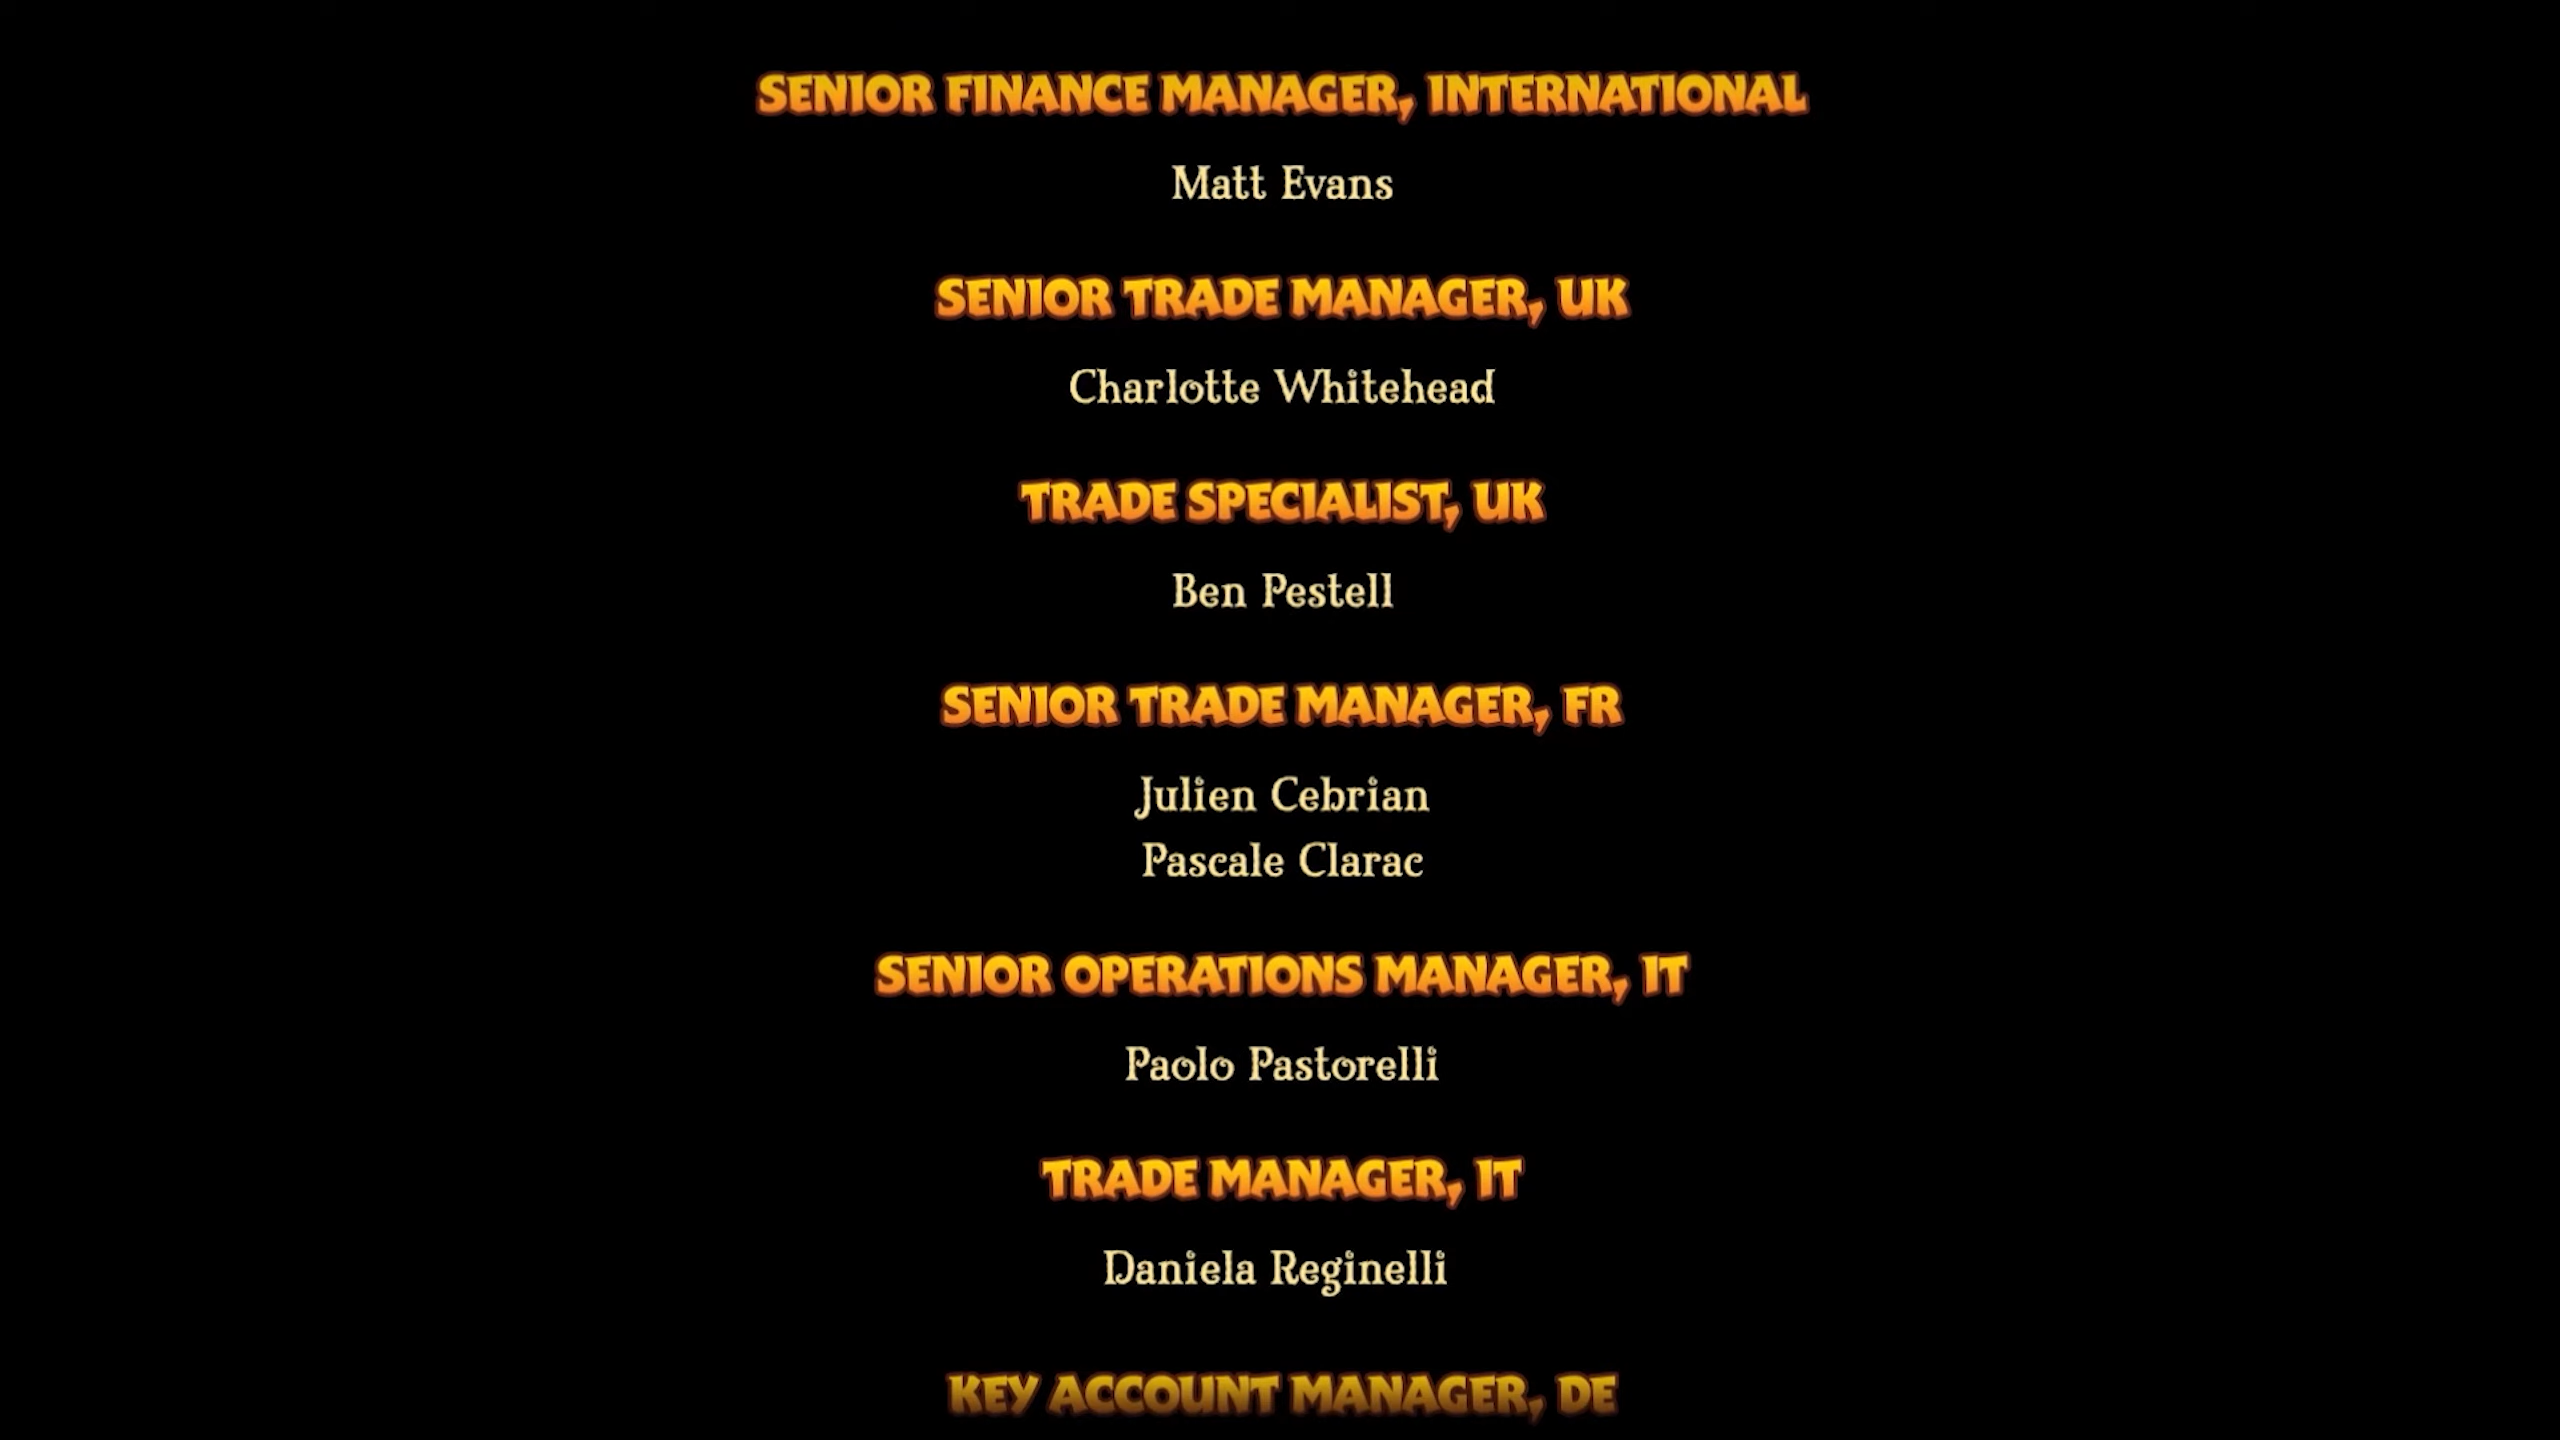 SENIOR FINANCE MANAGER, INTERNATIONAL
Matt Evans
SENIOR TRADE MANAGER, UK
Charlotte Whitehead
TRADE SPECIALIST, UK
Ben Pestell
SENIOR TRADE MANAGER, FR
Julien Cebrian
Pascale Clarac
SENIOR OPERATIONS MANAGER, IT
Paolo Pastorelli
TRADE MANAGER, IT
Daniela Reginelli
KEY ACCOUNT MANAGER, DE